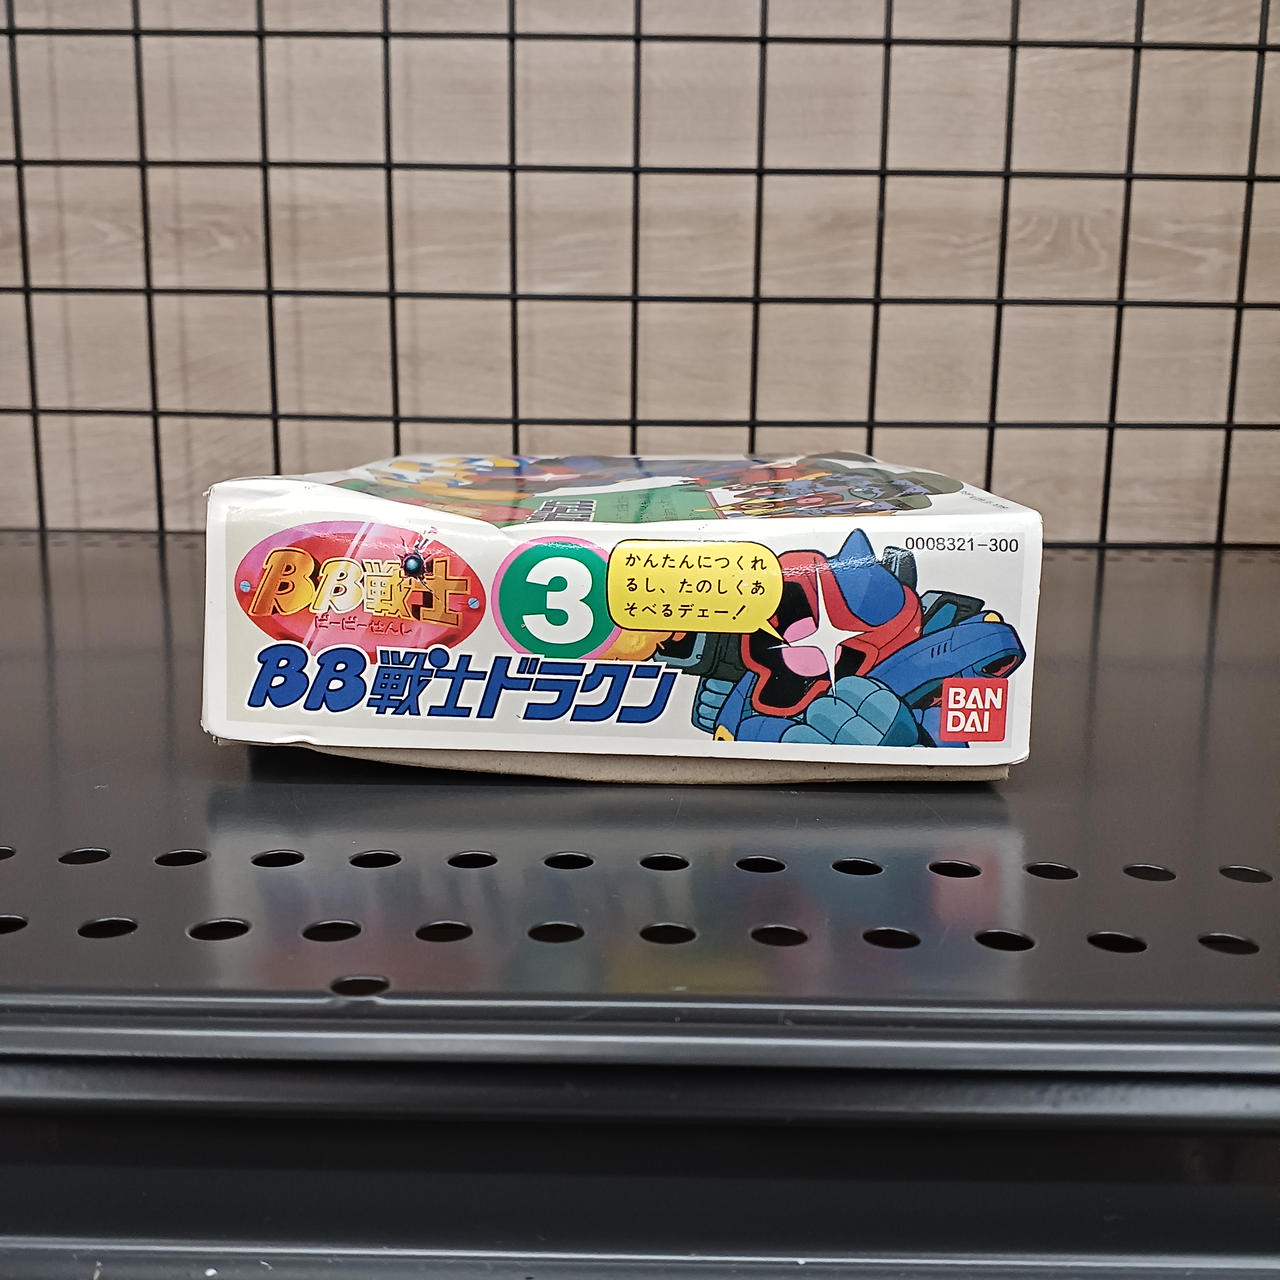 BB戦士
ビービーせんし
3
かんたんにつくれ
るし、たのしくあ
そべるデェー!
0008321-300
BB戦士ドラクン
BAN
DAI